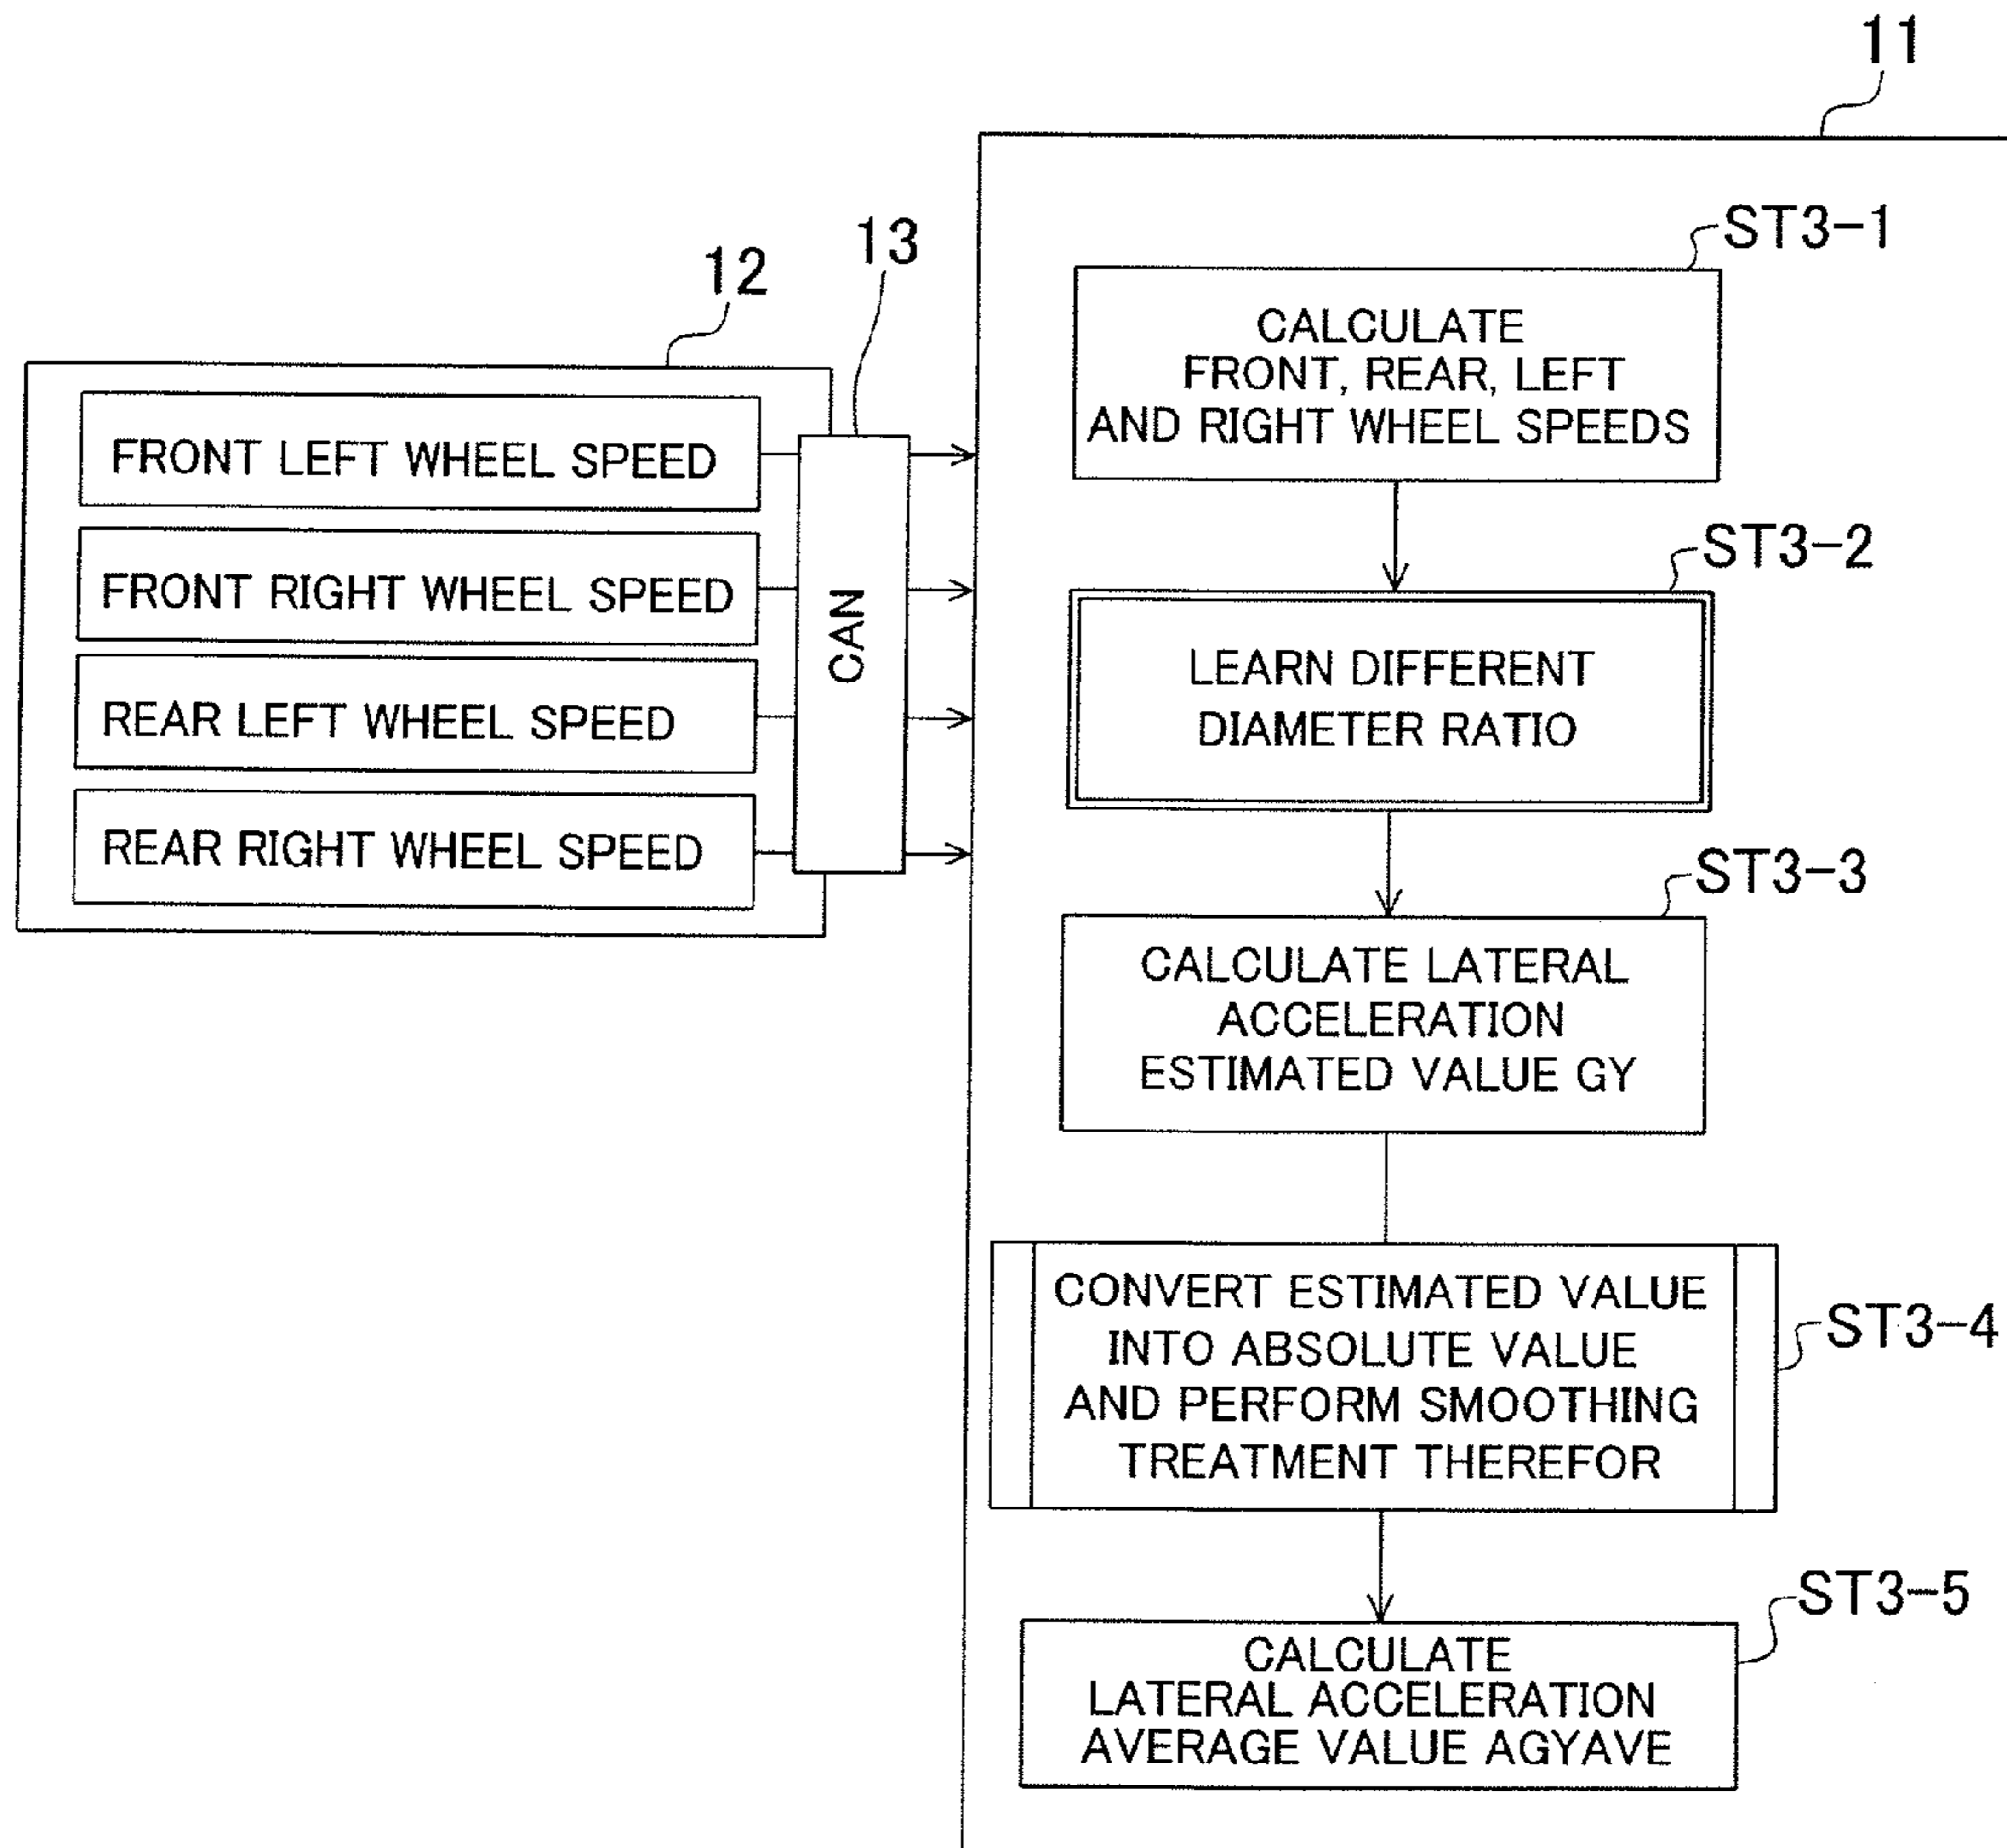 11
12
13
FRONT LEFT WHEEL SPEED
FRONT RIGHT WHEEL SPEED
REAR LEFT WHEEL SPEED
REAR RIGHT WHEEL SPEED
CAN
ST3-1
CALCULATE
FRONT, REAR, LEFT
AND RIGHT WHEEL SPEEDS
ST3-2
LEARN DIFFERENT
DIAMETER RATIO
ST3-3
CALCULATE LATERAL
ACCELERATION
ESTIMATED VALUE GY
CONVERT ESTIMATED VALUE
INTO ABSOLUTE VALUE
AND PERFORM SMOOTHING
TREATMENT THEREFOR
ST3-4
ST3-5
CALCULATE
LATERAL ACCELERATION
AVERAGE VALUE AGYAVE